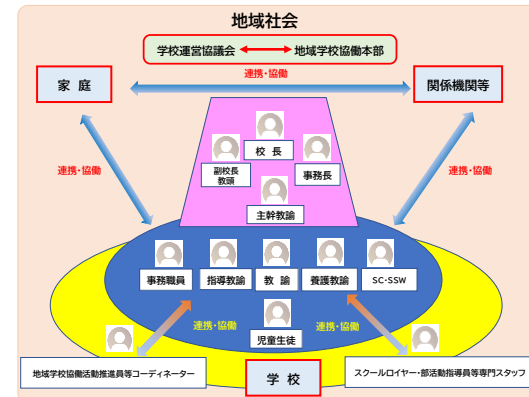 地域社会
学校運営協議会
地域学校協働本部
連携・協働
家 庭
関係機関等
校 長
副校長
教頭
事務長
連携・協働
連携・協働
主幹教諭
事務職員
指導教諭
教 諭
養護教諭
SC・SSW
連携・協働
連携・協働
児童生徒
地域学校協働活動推進員等コーディネーター
スクールロイヤー・部活動指導員等専門スタッフ
学 校